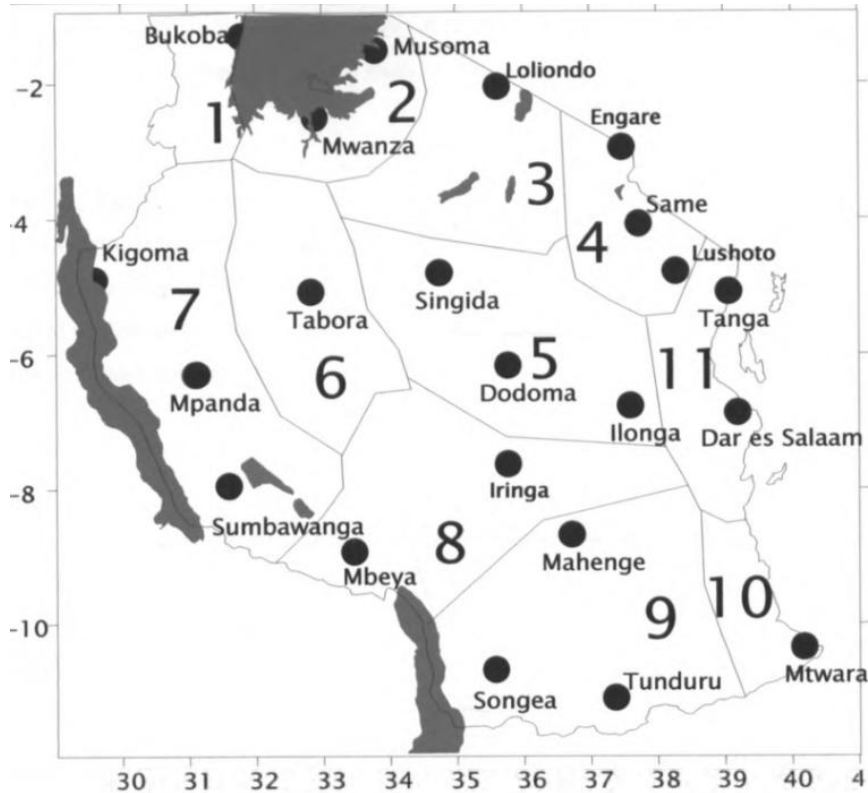 Bukoba
Musoma
-2
Loliondo
1
2
Engare
Mwanza
3
Same
-4
4
Kigoma
Lushoto
7
Singida
Tabora
Tanga
5
11
-6
6
Dodoma
Mpanda
Ilonga
Dar es Salaam
Iringa
-8
Sumbawanga
8
Mahenge
Mbeya
10
9
-10
Tunduru
Mtwara
Songea
30 31 32 33 34 35 36 37 38 39 40 4